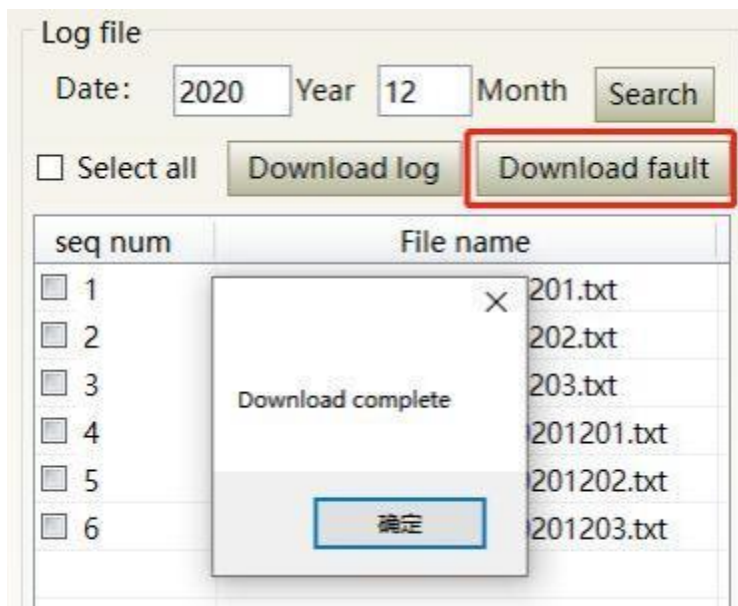 Log file
Date: 2020 Year 12 Month Search
Select all Download log Download fault
seq num File name
1 201.txt
2 202.txt
3 203.txt
Download complete
4 201201.txt
5 201202.txt
确定
6 201203.txt